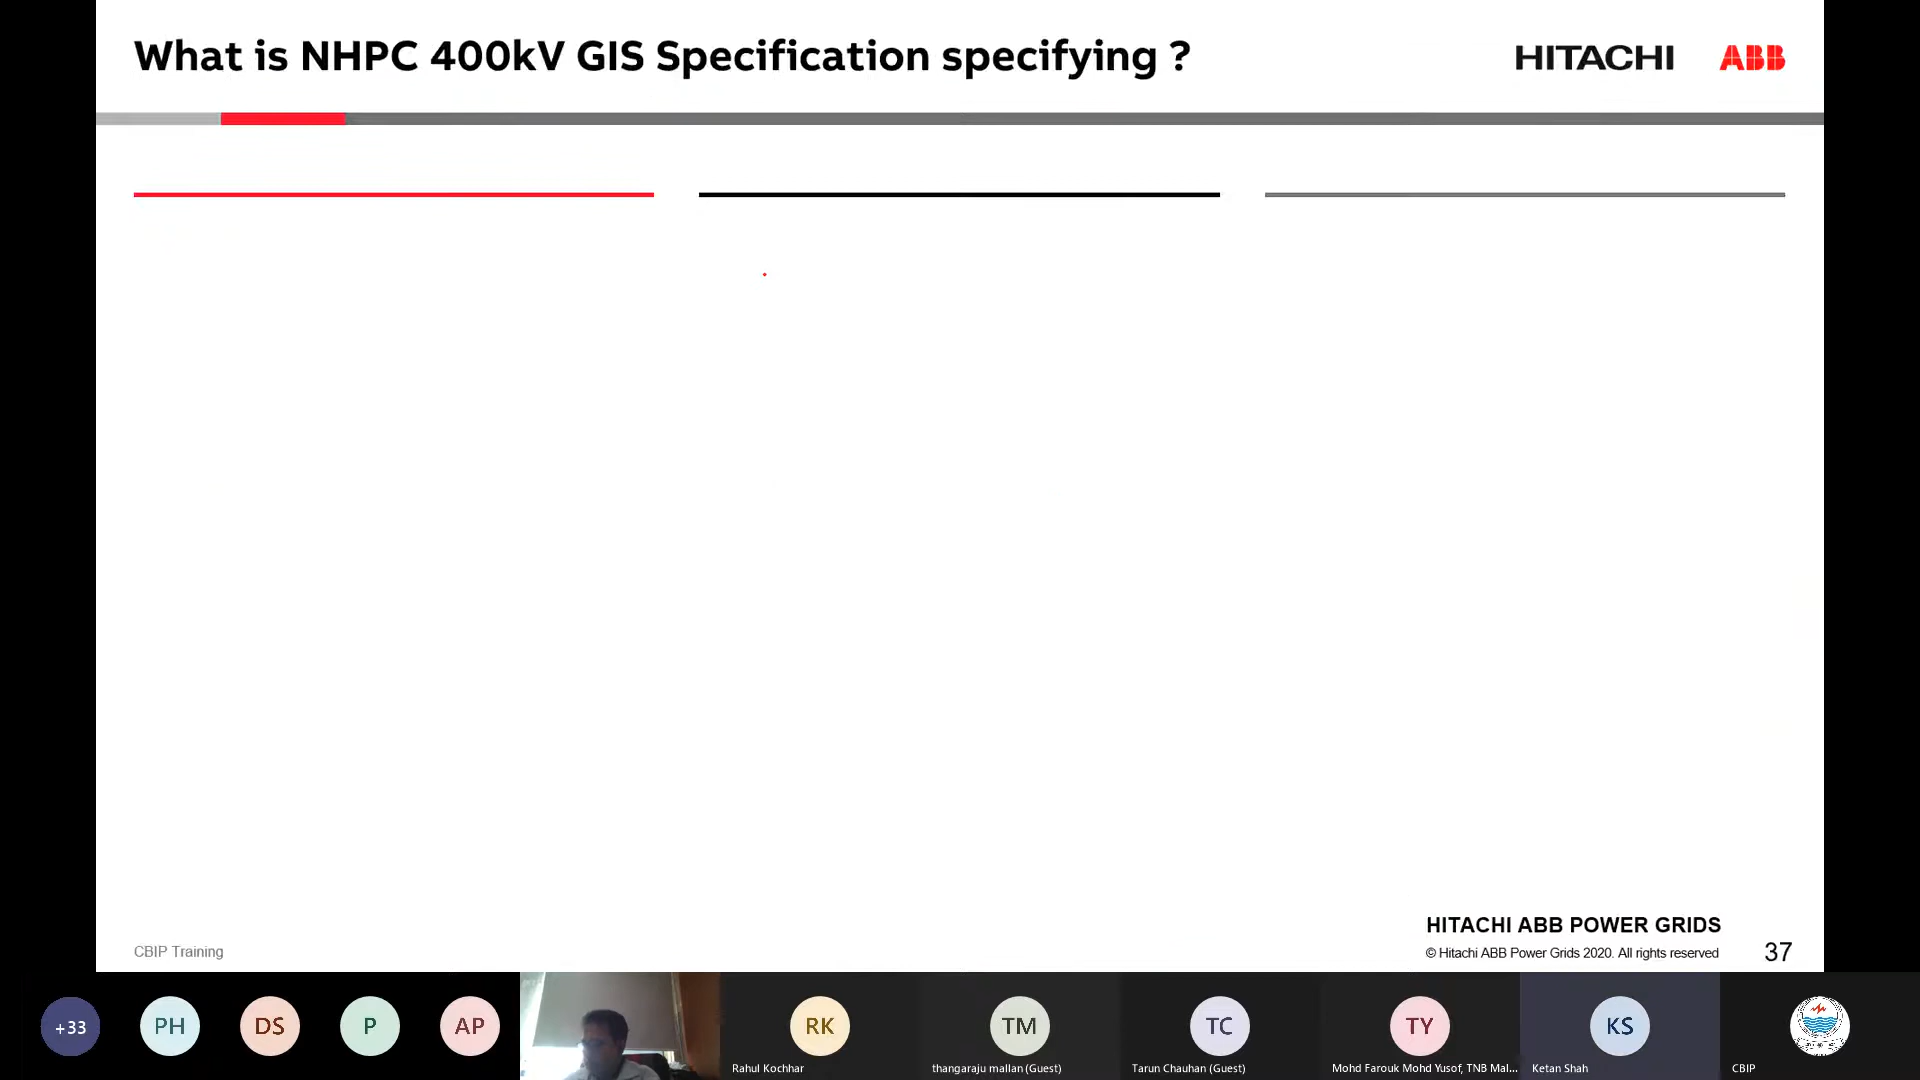 What is NHPC 400kV GIS Specification specifying ?
HITACHI ABB
HITACHI ABB POWER GRIDS
CBIP Training
© Hitachi ABB Power Grids 2020. All rights reserved
37
+33
PH
DS
P
AP
RK
TM
TC
TY
KS
Rahul Kochhar
thangaraju mallan (Guest)
Tarun Chauhan (Guest)
Mohd Farouk Mohd Yusof, TNB Mal...
Ketan Shah
CBIP